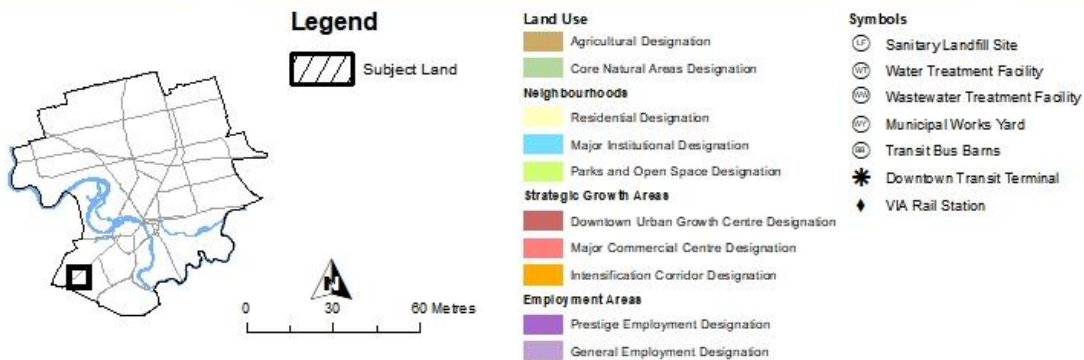 Legend
Subject Land
N
0 30 60 Metres
Land Use
Agricultural Designation
Core Natural Areas Designation
Neighbourhoods
Residential Designation
Major Institutional Designation
Parks and Open Space Designation
Strategic Growth Areas
Downtown Urban Growth Centre Designation
Major Commercial Centre Designation
Intensification Corridor Designation
Employment Areas
Prestige Employment Designation
General Employment Designation
Symbols
LF Sanitary Landfill Site
WT Water Treatment Facility
WW Wastewater Treatment Facility
WY Municipal Works Yard
BB Transit Bus Barns
Downtown Transit Terminal
VIA Rail Station